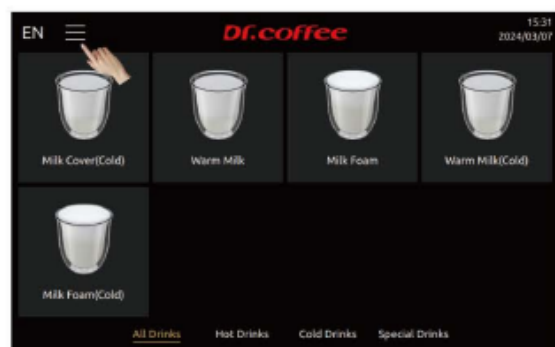 EN
Dr.coffee
15:31
2024/03/07
Milk Cover(Cold)
Warm Milk
Milk Foam
Warm Milk(Cold)
Milk Foam(Cold)
All Drinks
Hot Drinks
Cold Drinks
Special Drinks